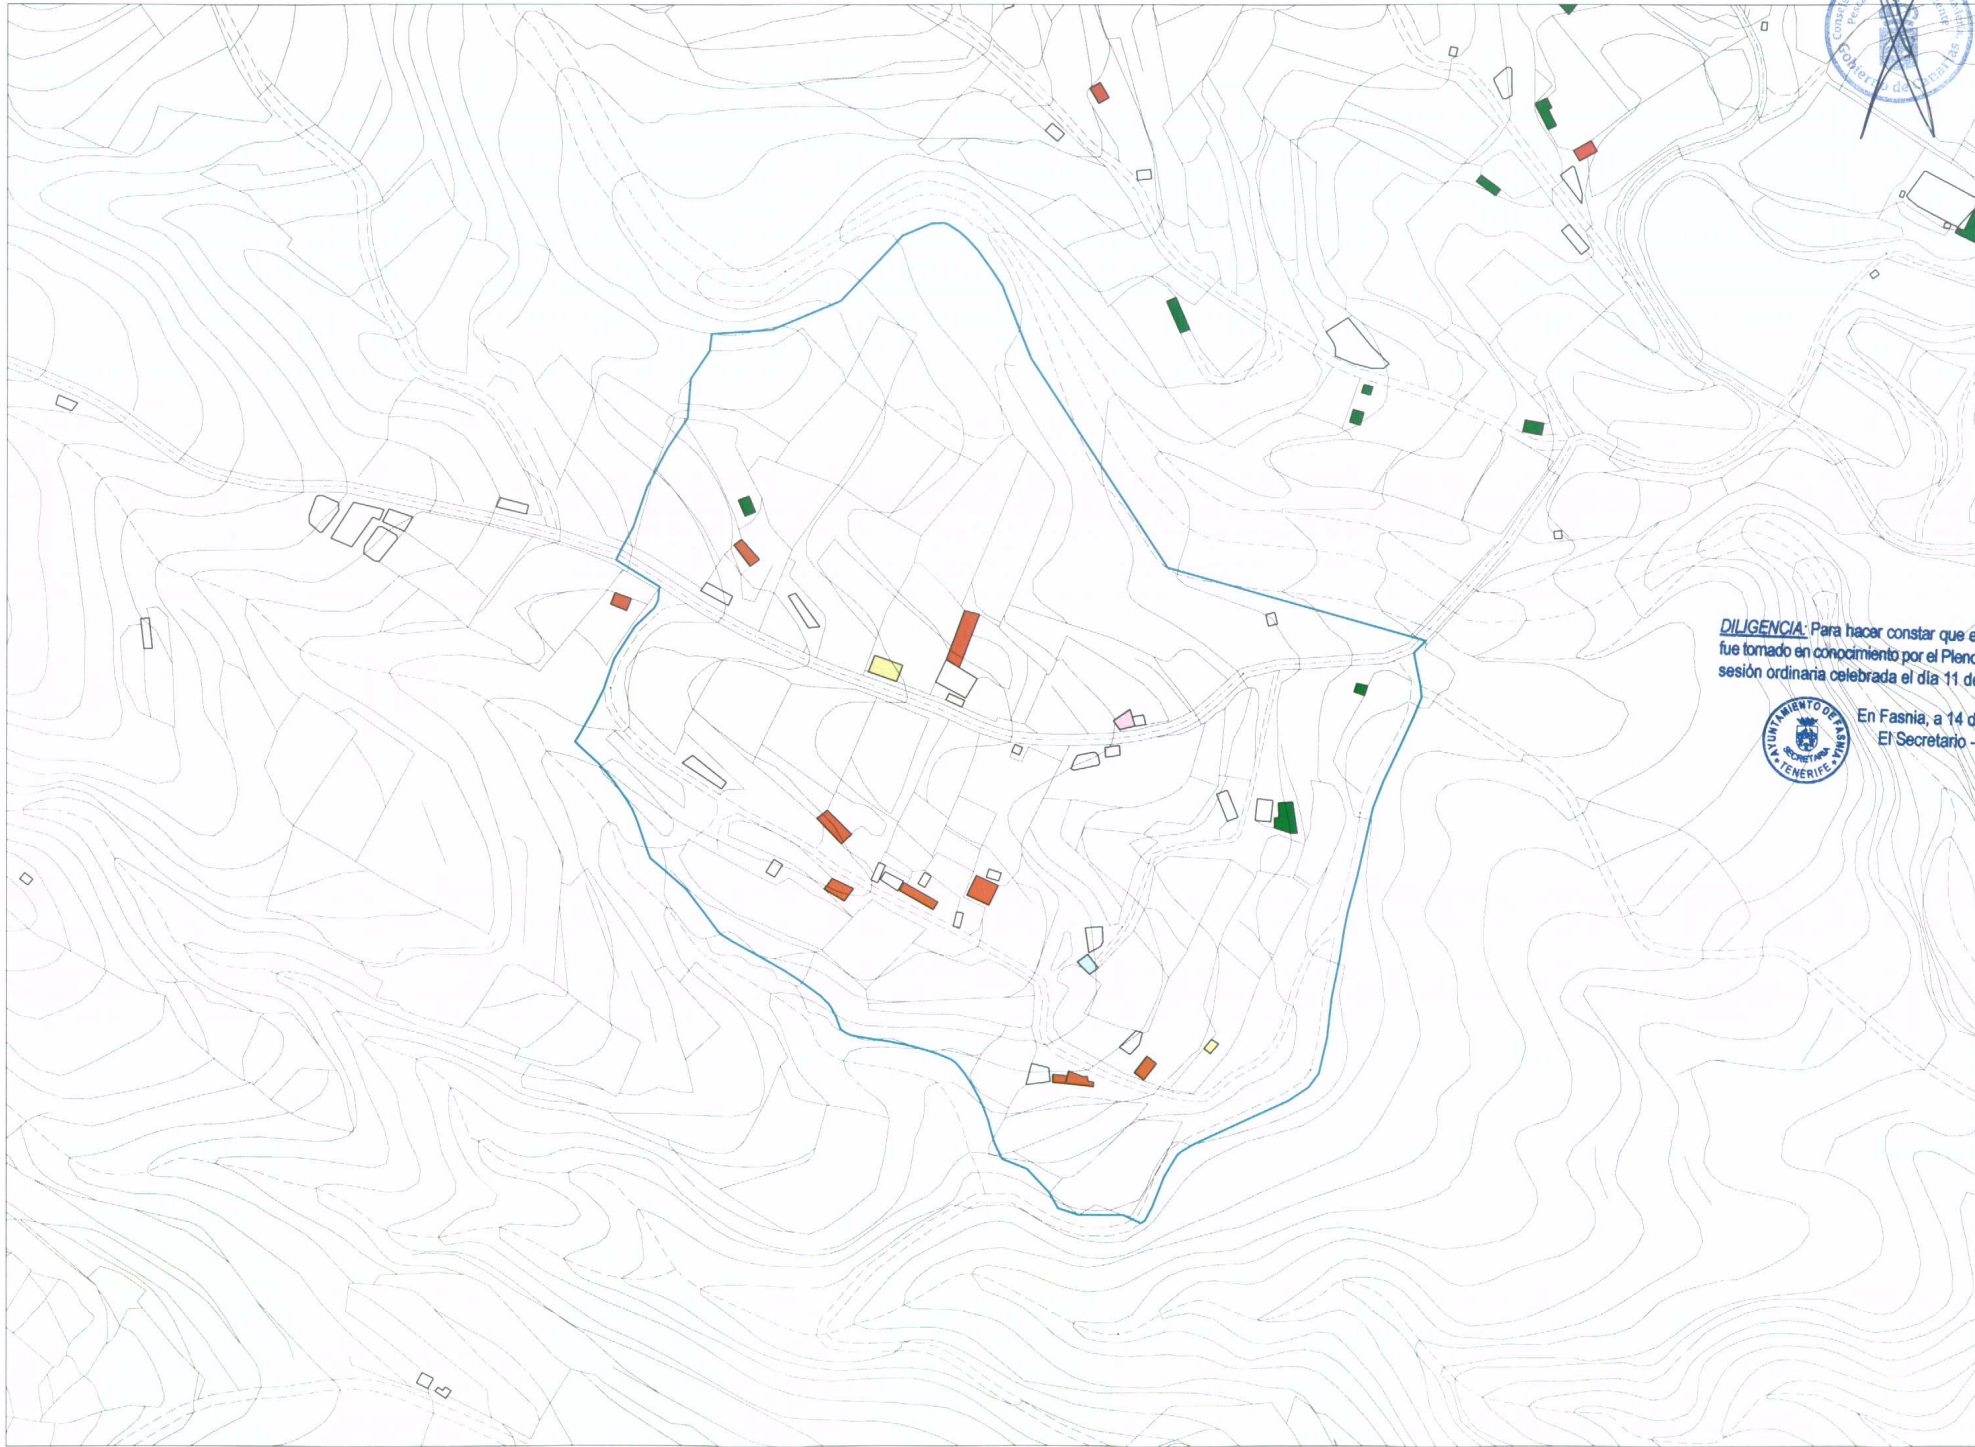 Gobierno de Canarias
DILIGENCIA: Para hacer constar que e
fue tomado en conocimiento por el Pleno
sesión ordinaria celebrada el día 11 de
En Fasnia, a 14 d
El Secretario -
AYUNTAMIENTO DE FASNIA
SECRETARIA
TENERIFE